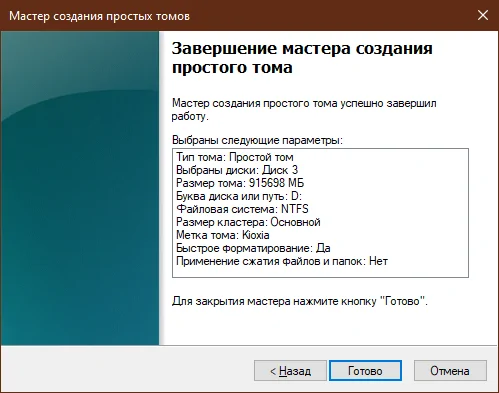 Мастер создания простых томов
Завершение мастера создания
простого тома
Мастер создания простого тома успешно завершил
работу.
Выбраны следующие параметры:
Тип тома: Простой том
Выбраны диски: Диск 3
Размер тома: 915698 МБ
Буква диска или путь: D:
Файловая система: NTFS
Размер кластера: Основной
Метка тома: Kioxia
Быстрое форматирование: Да
Применение сжатия файлов и папок: Нет
Для закрытия мастера нажмите кнопку "Готово".
< Назад
Готово
Отмена